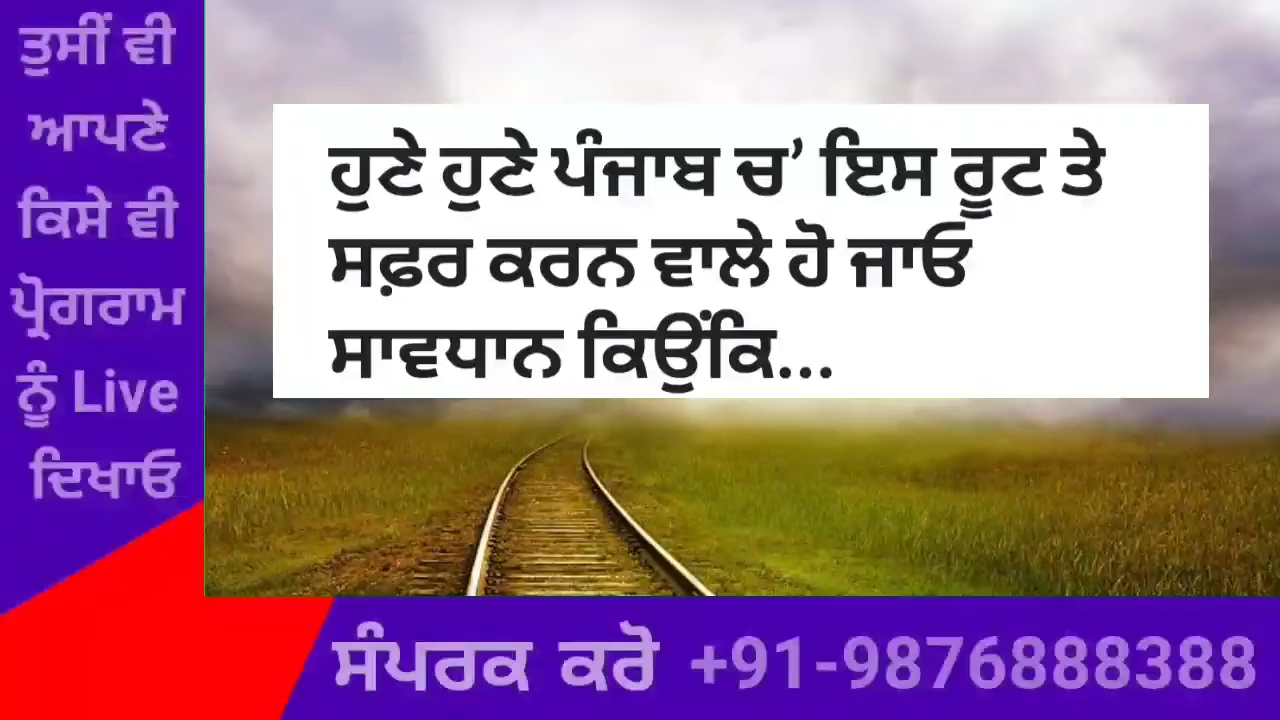 ਤੁਸੀਂ ਵੀ
ਆਪਣੇ
ਕਿਸੇ ਵੀ
ਪ੍ਰੋਗਰਾਮ
ਨੂੰ Live
ਦਿਖਾਓ
ਹੁਣੇ ਹੁਣੇ ਪੰਜਾਬ ਚ’ ਇਸ ਰੂਟ ਤੇ
ਸਫ਼ਰ ਕਰਨ ਵਾਲੇ ਹੋ ਜਾਓ
ਸਾਵਧਾਨ ਕਿਉਂਕਿ...
ਸੰਪਰਕ ਕਰੋ +91-9876888388